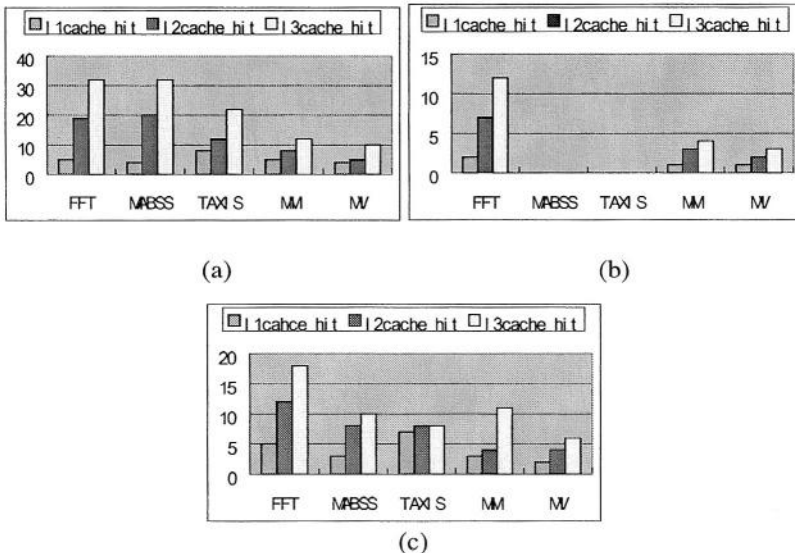 l1cache hit l2cache hit l3cache hit
40
30
20
10
0
FFT MABSS TAXIS MM MV
(a)
l1cache hit l2cache hit l3cache hit
15
10
5
0
FFT MABSS TAXIS MM MV
(b)
l1cahce hit l2cache hit l3cache hit
20
15
10
5
0
FFT MABSS TAXIS MM MV
(c)